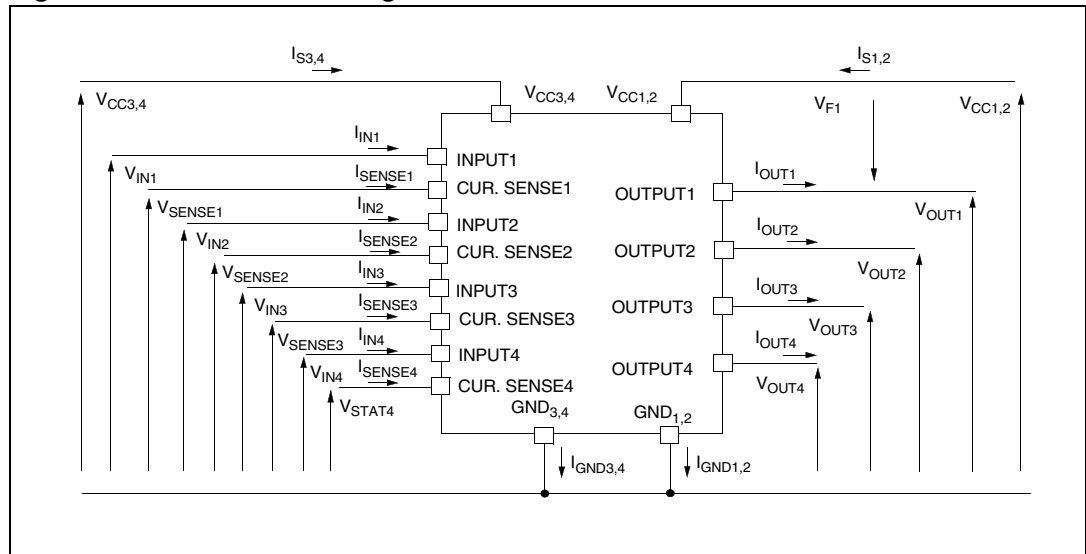 I_S3,4
I_S1,2
V_CC3,4
V_CC3,4
V_CC1,2
V_F1
V_CC1,2
I_IN1
INPUT1
V_IN1
I_SENSE1
CUR. SENSE1
OUTPUT1
I_OUT1
V_SENSE1
I_IN2
INPUT2
V_OUT1
V_IN2
I_SENSE2
CUR. SENSE2
OUTPUT2
I_OUT2
V_SENSE2
I_IN3
INPUT3
V_OUT2
V_IN3
I_SENSE3
CUR. SENSE3
OUTPUT3
I_OUT3
V_SENSE3
I_IN4
INPUT4
V_OUT3
V_IN4
I_SENSE4
CUR. SENSE4
OUTPUT4
I_OUT4
V_STAT4
V_OUT4
GND_3,4
GND_1,2
I_GND3,4
I_GND1,2